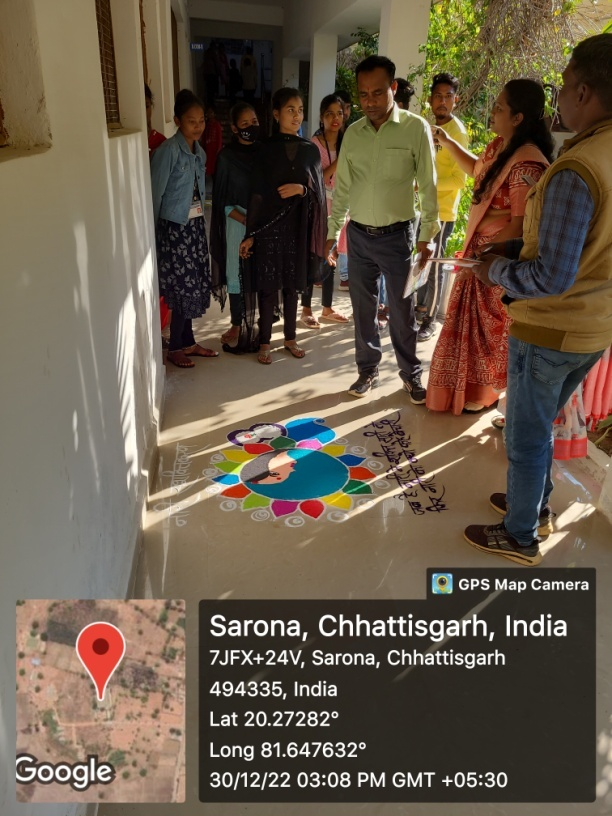 GPS Map Camera
Sarona, Chhattisgarh, India
7JFX+24V, Sarona, Chhattisgarh
494335, India
Lat 20.27282°
Long 81.647632°
30/12/22 03:08 PM GMT +05:30
Google